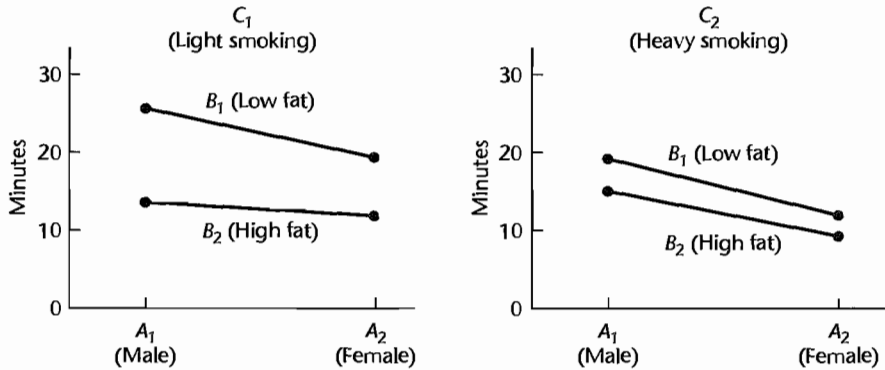 C1
(Light smoking)
Minutes
30
20
10
0
B1 (Low fat)
B2 (High fat)
A1
(Male)
A2
(Female)
C2
(Heavy smoking)
Minutes
30
20
10
0
B1 (Low fat)
B2 (High fat)
A1
(Male)
A2
(Female)